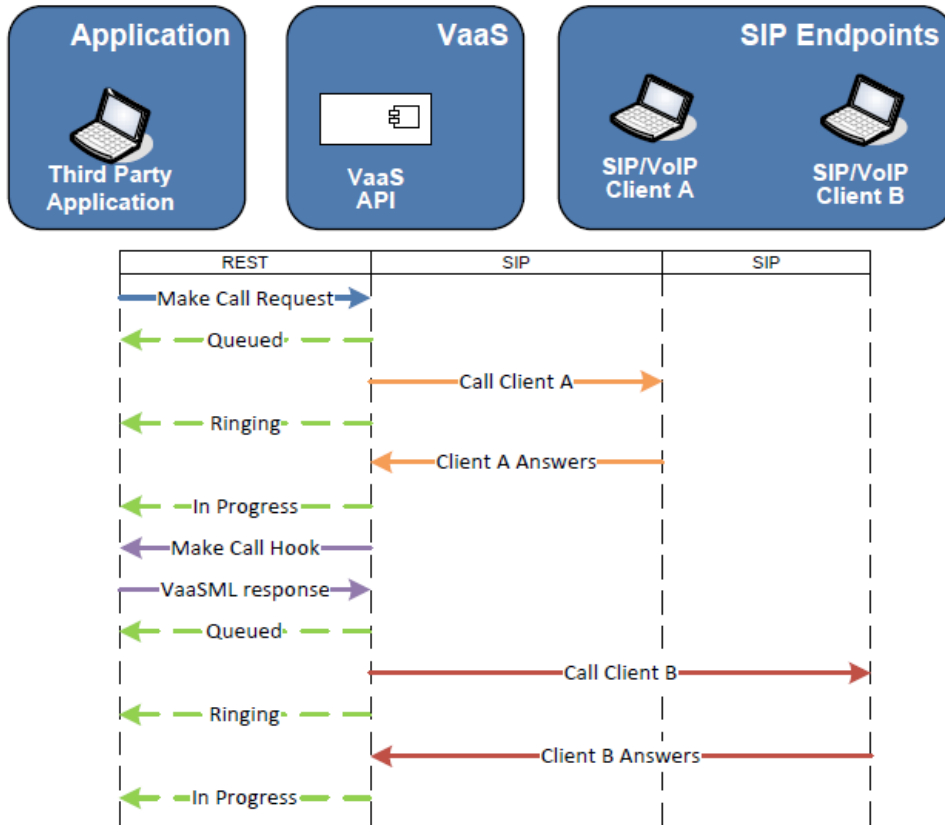 Application
VaaS
SIP Endpoints
Third Party
Application
VaaS
API
SIP/VoIP
Client A
SIP/VoIP
Client B
REST
SIP
SIP
Make Call Request
Queued
Call Client A
Ringing
Client A Answers
In Progress
Make Call Hook
VaaSML response
Queued
Call Client B
Ringing
Client B Answers
In Progress